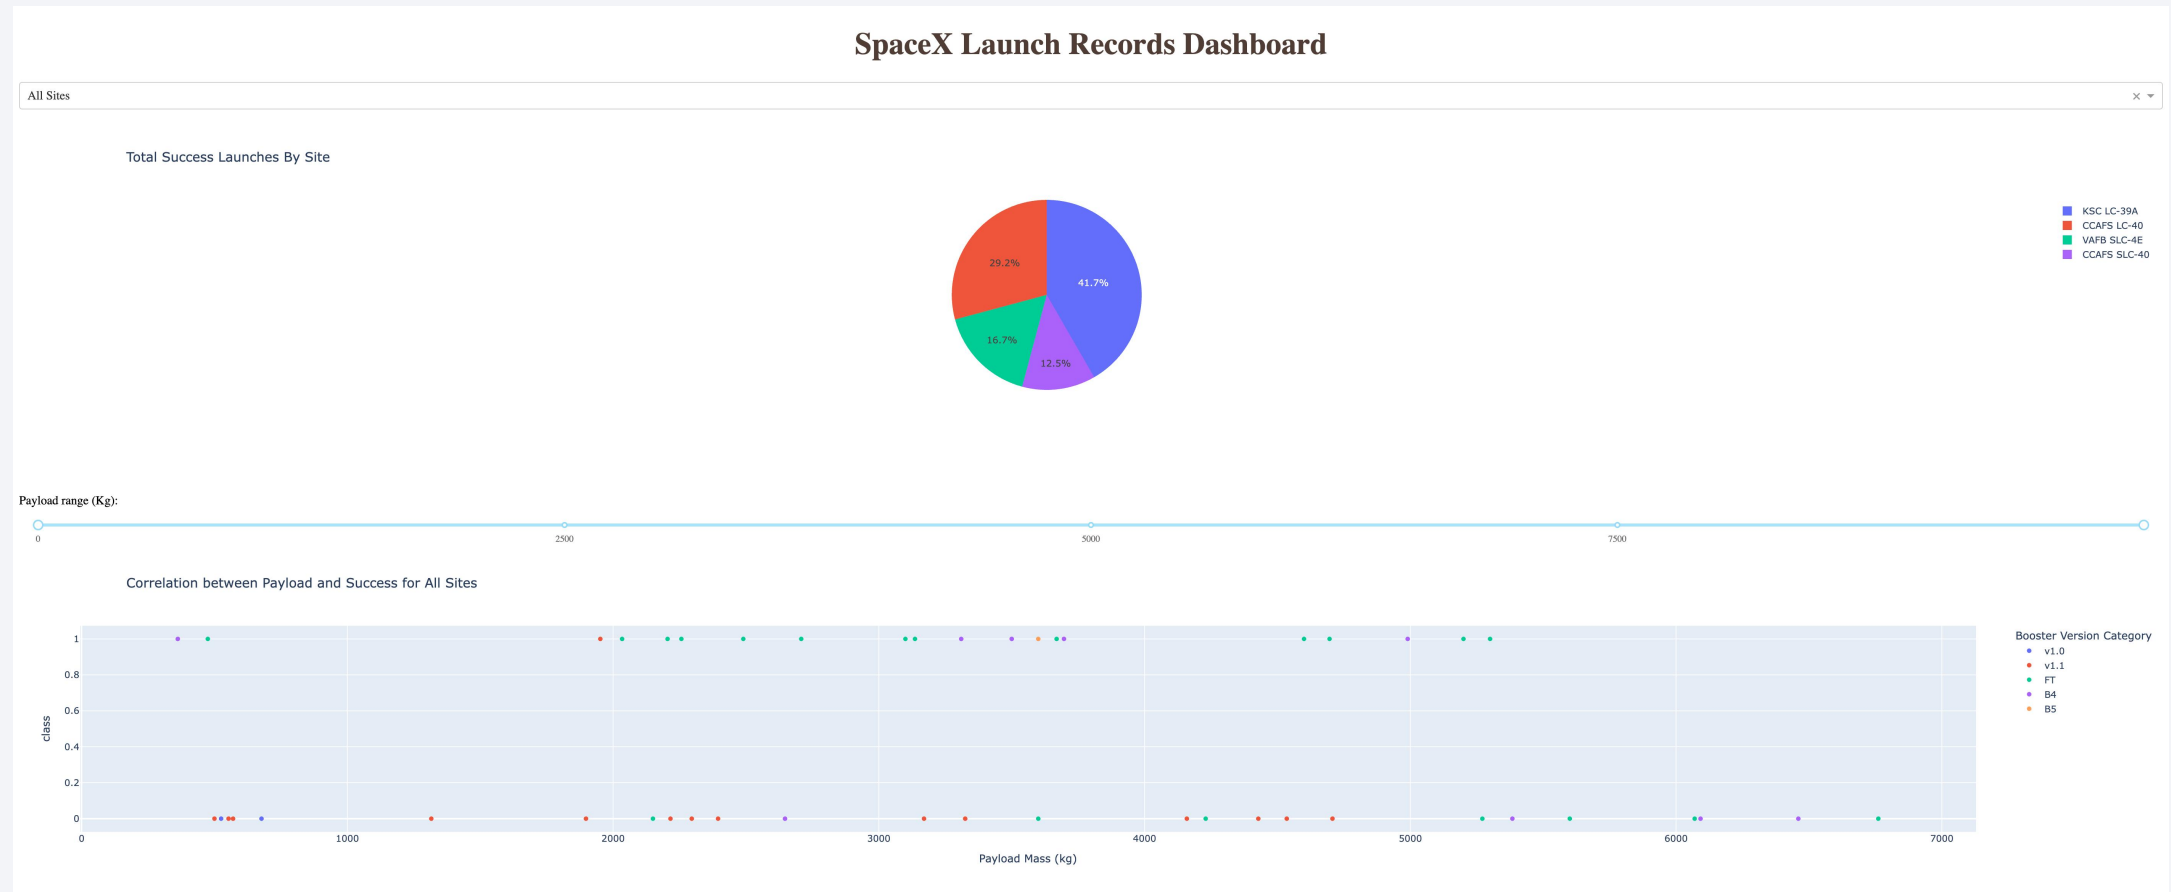 SpaceX Launch Records Dashboard
All Sites
Total Success Launches By Site
KSC LC-39A
CCAFS LC-40
VAFB SLC-4E
CCAFS SLC-40
29.2%
41.7%
16.7%
12.5%
Payload range (Kg):
0 2500 5000 7500
Correlation between Payload and Success for All Sites
Booster Version Category
v1.0
v1.1
FT
B4
B5
class
1
0.8
0.6
0.4
0.2
0
0 1000 2000 3000 4000 5000 6000 7000
Payload Mass (kg)